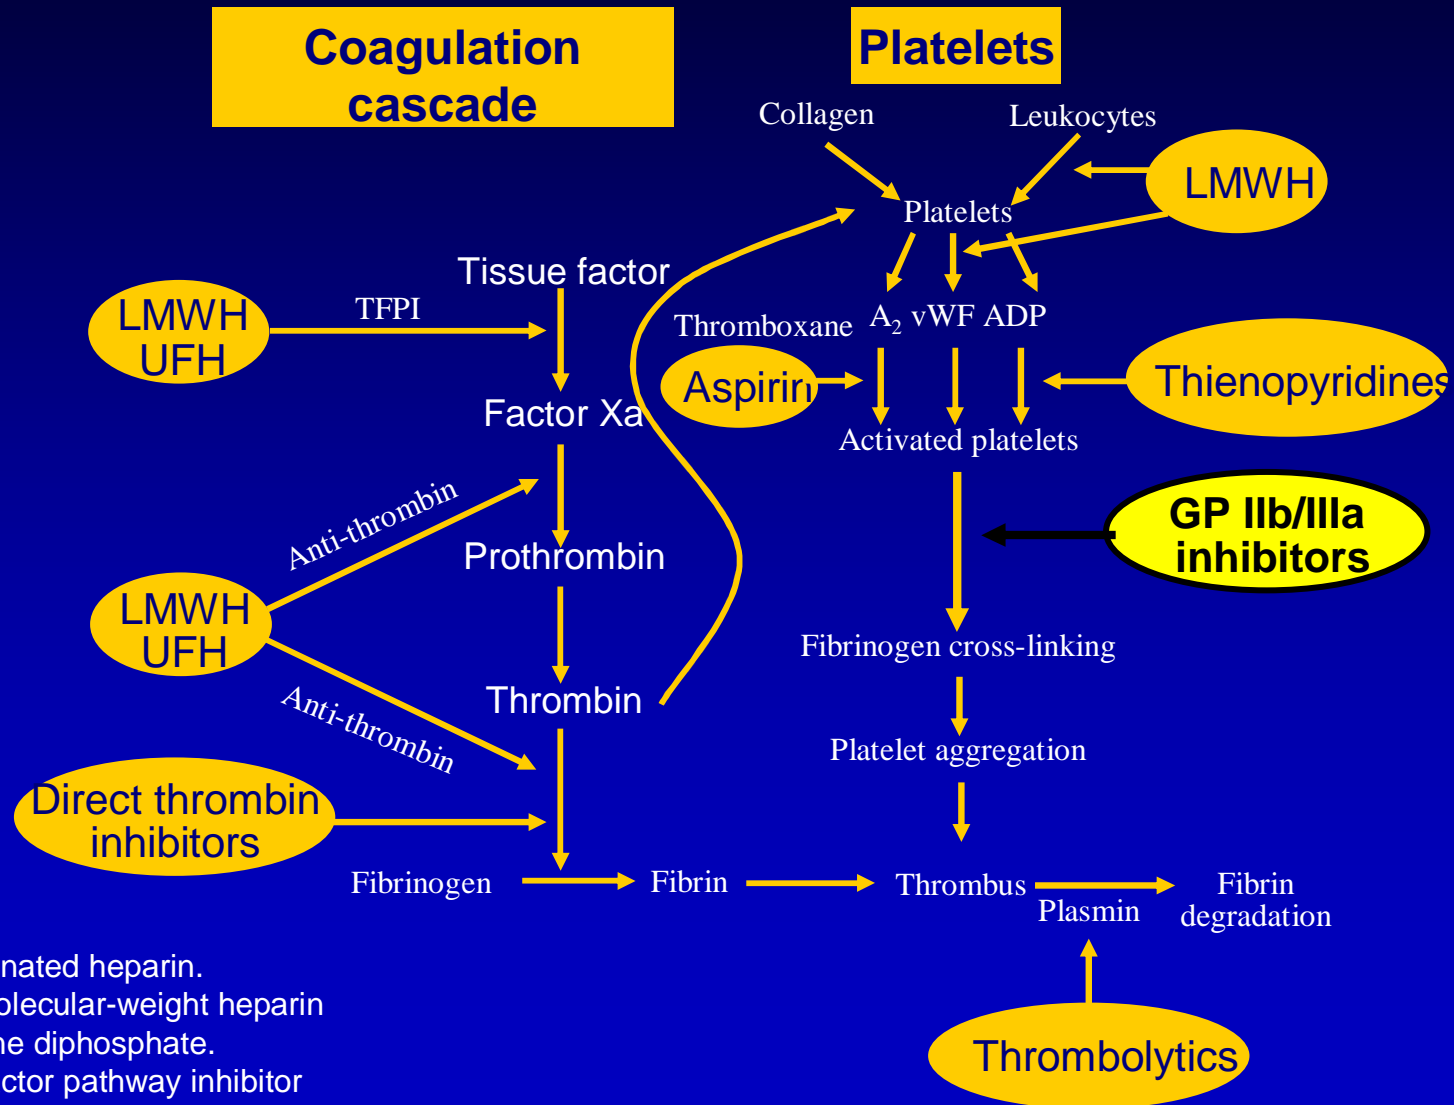 Coagulation
cascade
Platelets
Collagen
Leukocytes
LMWH
Platelets
Tissue factor
LMWH
UFH
TFPI
Thromboxane A2 vWF ADP
Aspirin
Thienopyridines
Factor Xa
Activated platelets
Anti-thrombin
GP IIb/IIIa
inhibitors
Prothrombin
LMWH
UFH
Fibrinogen cross-linking
Anti-thrombin
Thrombin
Platelet aggregation
Direct thrombin
inhibitors
Fibrinogen
Fibrin
Thrombus
Plasmin
Fibrin
degradation
nated heparin.
olecular-weight heparin
ne diphosphate.
ctor pathway inhibitor
Thrombolytics